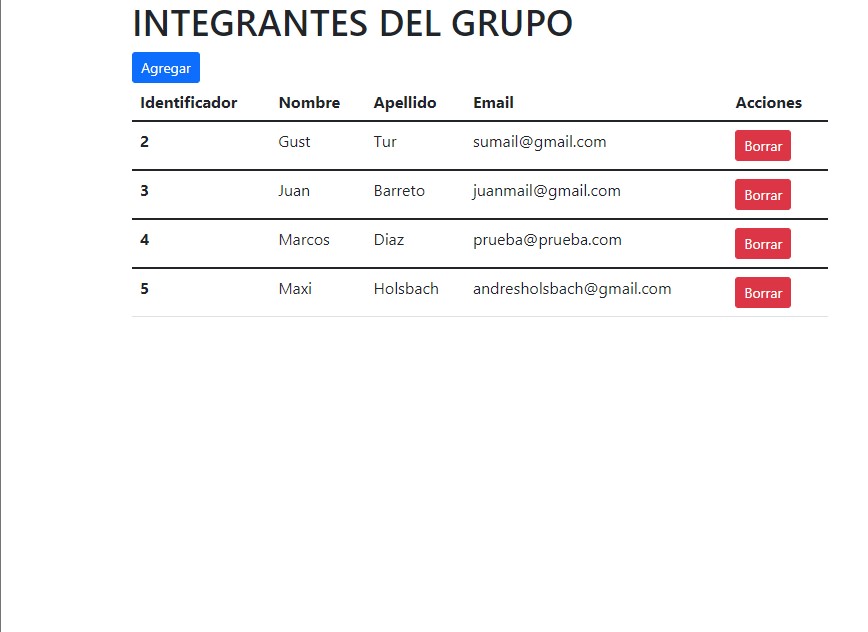 INTEGRANTES DEL GRUPO
Agregar
Identificador Nombre Apellido Email Acciones
2 Gust Tur sumail@gmail.com Borrar
3 Juan Barreto juanmail@gmail.com Borrar
4 Marcos Diaz prueba@prueba.com Borrar
5 Maxi Holsbach andresholsbach@gmail.com Borrar